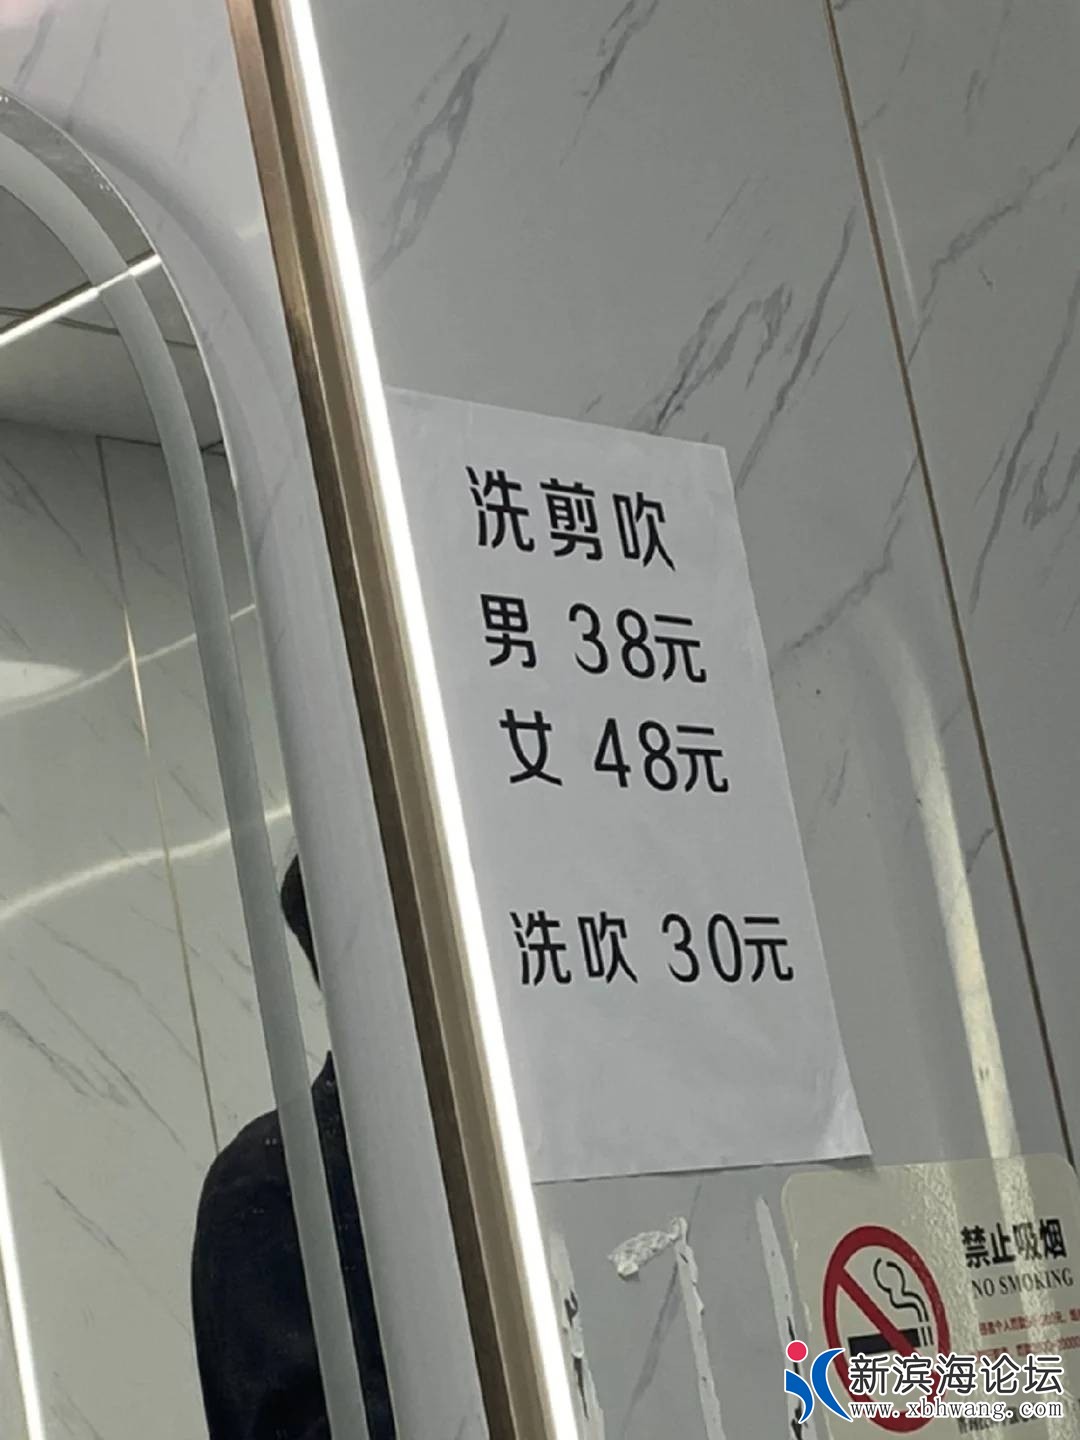 洗剪吹
男 38元
女 48元
洗吹 30元
禁止吸烟
NO SMOKING
新滨海论坛
www.xbhwang.com